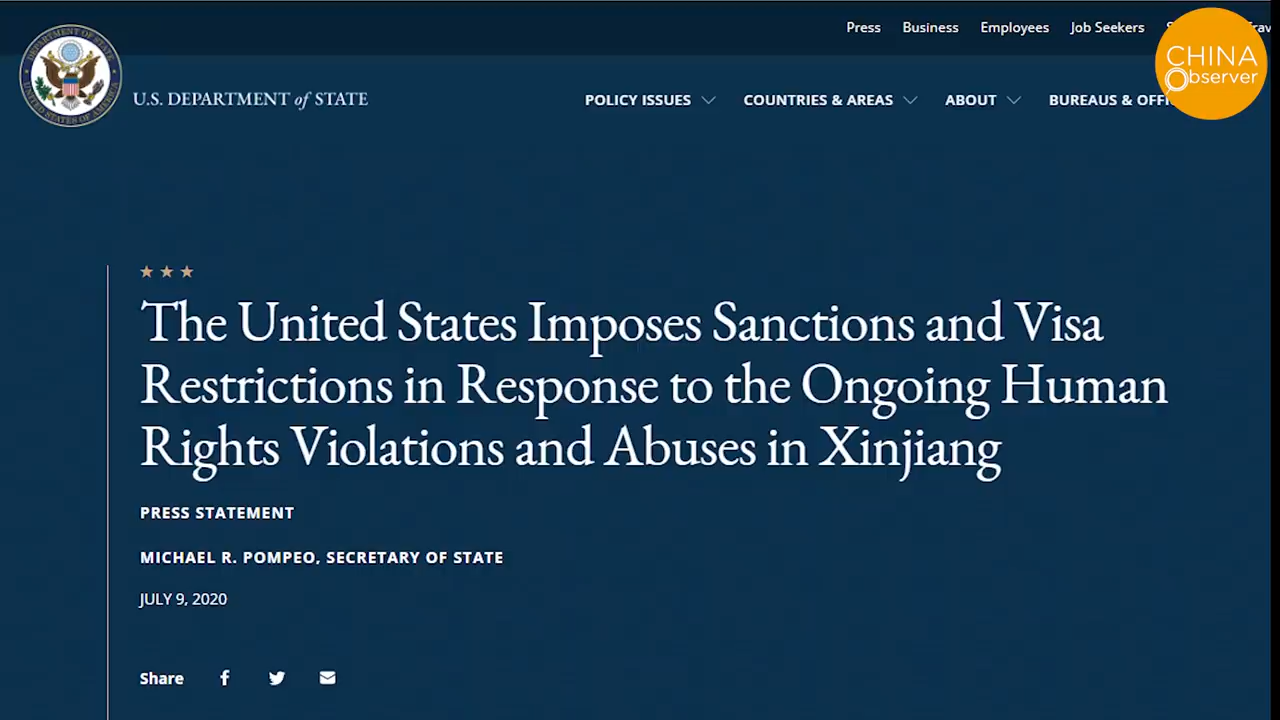 Press Business Employees Job Seekers
CHINA
Observer
U.S. DEPARTMENT of STATE
POLICY ISSUES COUNTRIES & AREAS ABOUT BUREAUS &
★ ★ ★
The United States Imposes Sanctions and Visa
Restrictions in Response to the Ongoing Human
Rights Violations and Abuses in Xinjiang
PRESS STATEMENT
MICHAEL R. POMPEO, SECRETARY OF STATE
JULY 9, 2020
Share